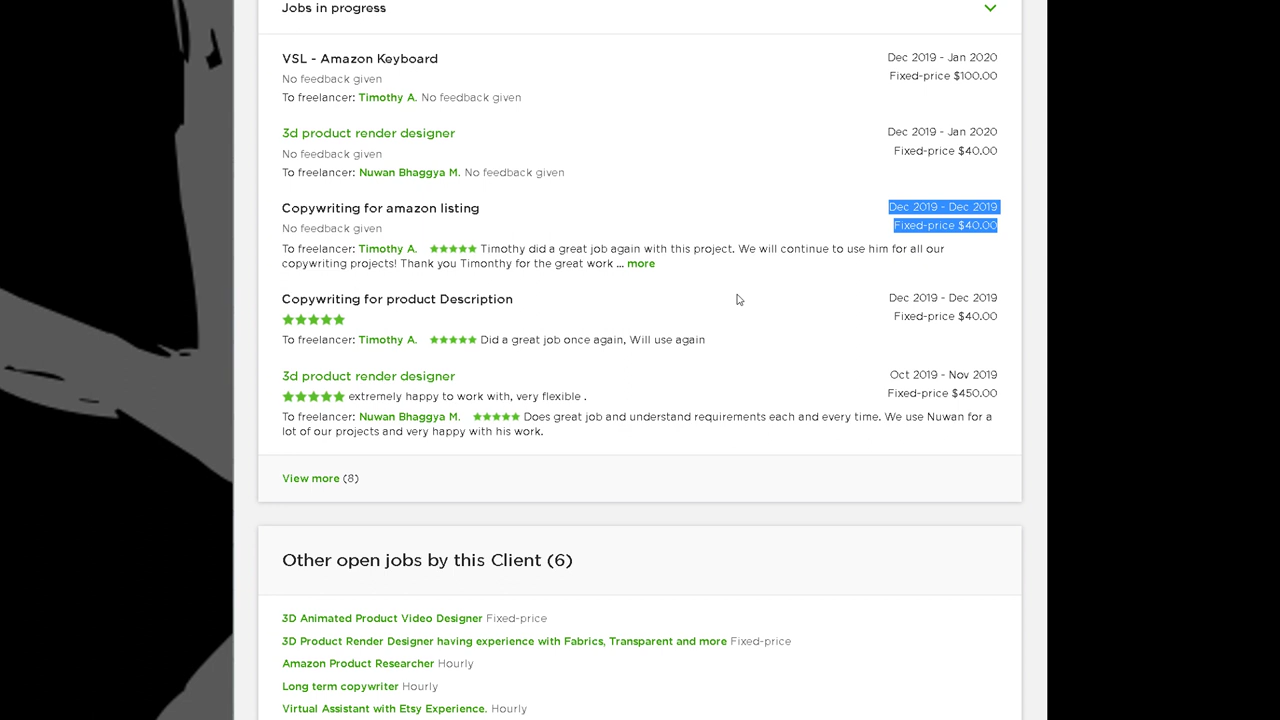 Jobs in progress
VSL - Amazon Keyboard
Dec 2019 - Jan 2020
No feedback given
Fixed-price $100.00
To freelancer: Timothy A. No feedback given
3d product render designer
Dec 2019 - Jan 2020
No feedback given
Fixed-price $40.00
To freelancer: Nuwan Bhaggya M. No feedback given
Copywriting for amazon listing
Dec 2019 - Dec 2019
No feedback given
Fixed-price $40.00
To freelancer: Timothy A. ★★★★★ Timothy did a great job again with this project. We will continue to use him for all our
copywriting projects! Thank you Timonthy for the great work ... more
Copywriting for product Description
Dec 2019 - Dec 2019
★★★★★
Fixed-price $40.00
To freelancer: Timothy A. ★★★★★ Did a great job once again, Will use again
3d product render designer
Oct 2019 - Nov 2019
★★★★★ extremely happy to work with, very flexible .
Fixed-price $450.00
To freelancer: Nuwan Bhaggya M. ★★★★★ Does great job and understand requirements each and every time. We use Nuwan for a
lot of our projects and very happy with his work.
View more (8)
Other open jobs by this Client (6)
3D Animated Product Video Designer Fixed-price
3D Product Render Designer having experience with Fabrics, Transparent and more Fixed-price
Amazon Product Researcher Hourly
Long term copywriter Hourly
Virtual Assistant with Etsy Experience. Hourly